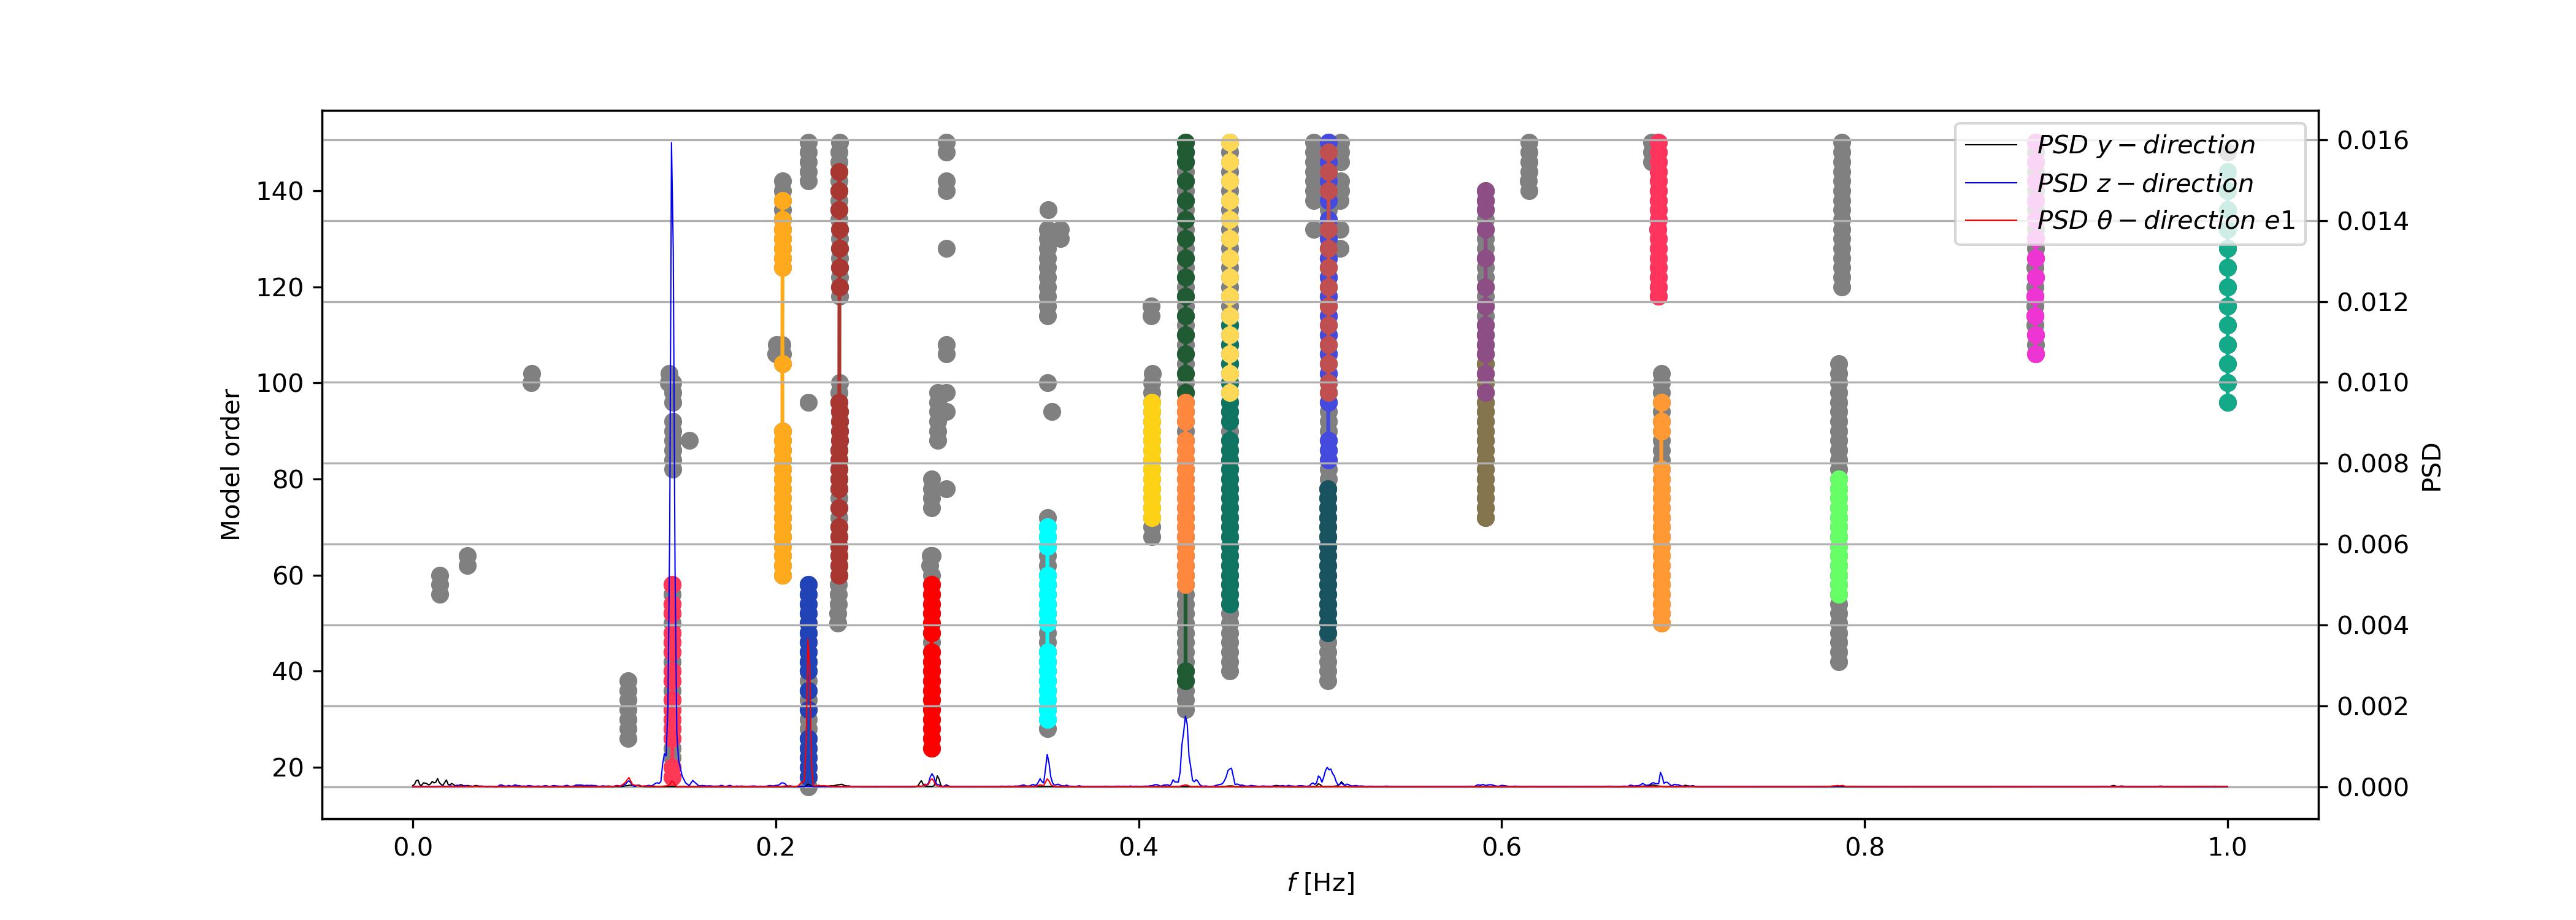 PSD y − direction
PSD z − direction
PSD θ − direction e1
Model order
140
120
100
80
60
40
20
0.016
0.014
0.012
0.010
0.008
0.006
0.004
0.002
0.000
PSD
0.0 0.2 0.4 0.6 0.8 1.0
f [Hz]